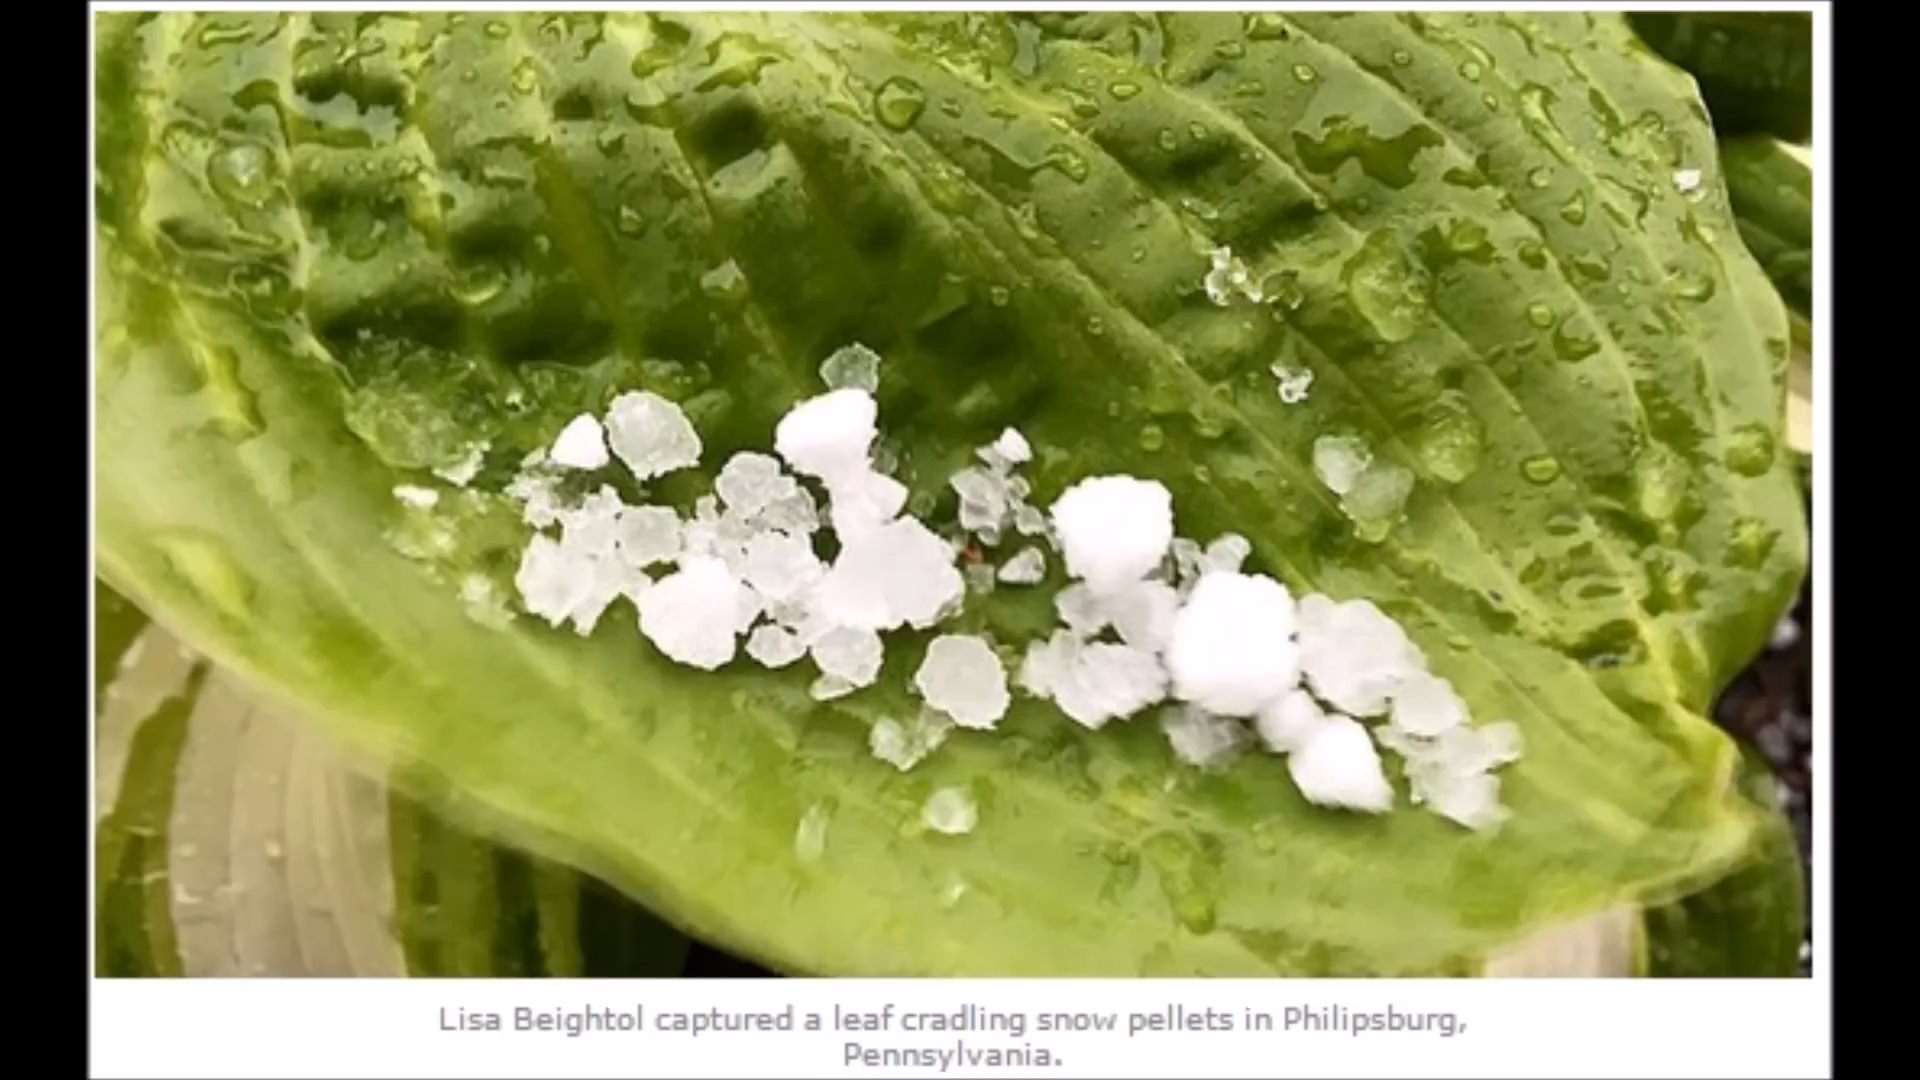 Lisa Beightol captured a leaf cradling snow pellets in Philipsburg,
Pennsylvania.